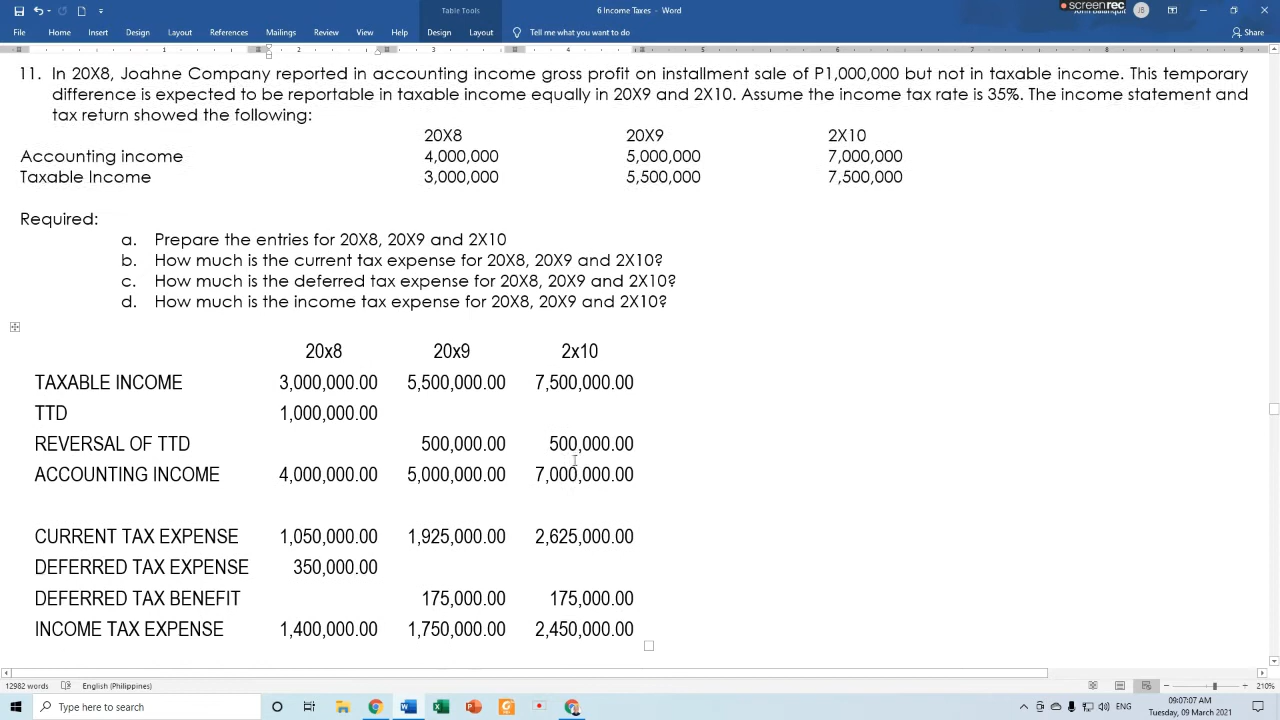 Table Tools
6 Income Taxes - Word
screenrec
JB
File Home Insert Design Layout References Mailings Review View Help Design Layout Tell me what you want to do Share
11. In 20X8, Joahne Company reported in accounting income gross profit on installment sale of P1,000,000 but not in taxable income. This temporary
difference is expected to be reportable in taxable income equally in 20X9 and 2X10. Assume the income tax rate is 35%. The income statement and
tax return showed the following:
20X8 20X9 2X10
Accounting income 4,000,000 5,000,000 7,000,000
Taxable Income 3,000,000 5,500,000 7,500,000
Required:
a. Prepare the entries for 20X8, 20X9 and 2X10
b. How much is the current tax expense for 20X8, 20X9 and 2X10?
c. How much is the deferred tax expense for 20X8, 20X9 and 2X10?
d. How much is the income tax expense for 20X8, 20X9 and 2X10?
20x8 20x9 2x10
TAXABLE INCOME 3,000,000.00 5,500,000.00 7,500,000.00
TTD 1,000,000.00
REVERSAL OF TTD 500,000.00 500,000.00
ACCOUNTING INCOME 4,000,000.00 5,000,000.00 7,000,000.00
CURRENT TAX EXPENSE 1,050,000.00 1,925,000.00 2,625,000.00
DEFERRED TAX EXPENSE 350,000.00
DEFERRED TAX BENEFIT 175,000.00 175,000.00
INCOME TAX EXPENSE 1,400,000.00 1,750,000.00 2,450,000.00
12982 words English (Philippines) 210%
Type here to search ENG 09:07:07 AM
Tuesday, 09 March 2021